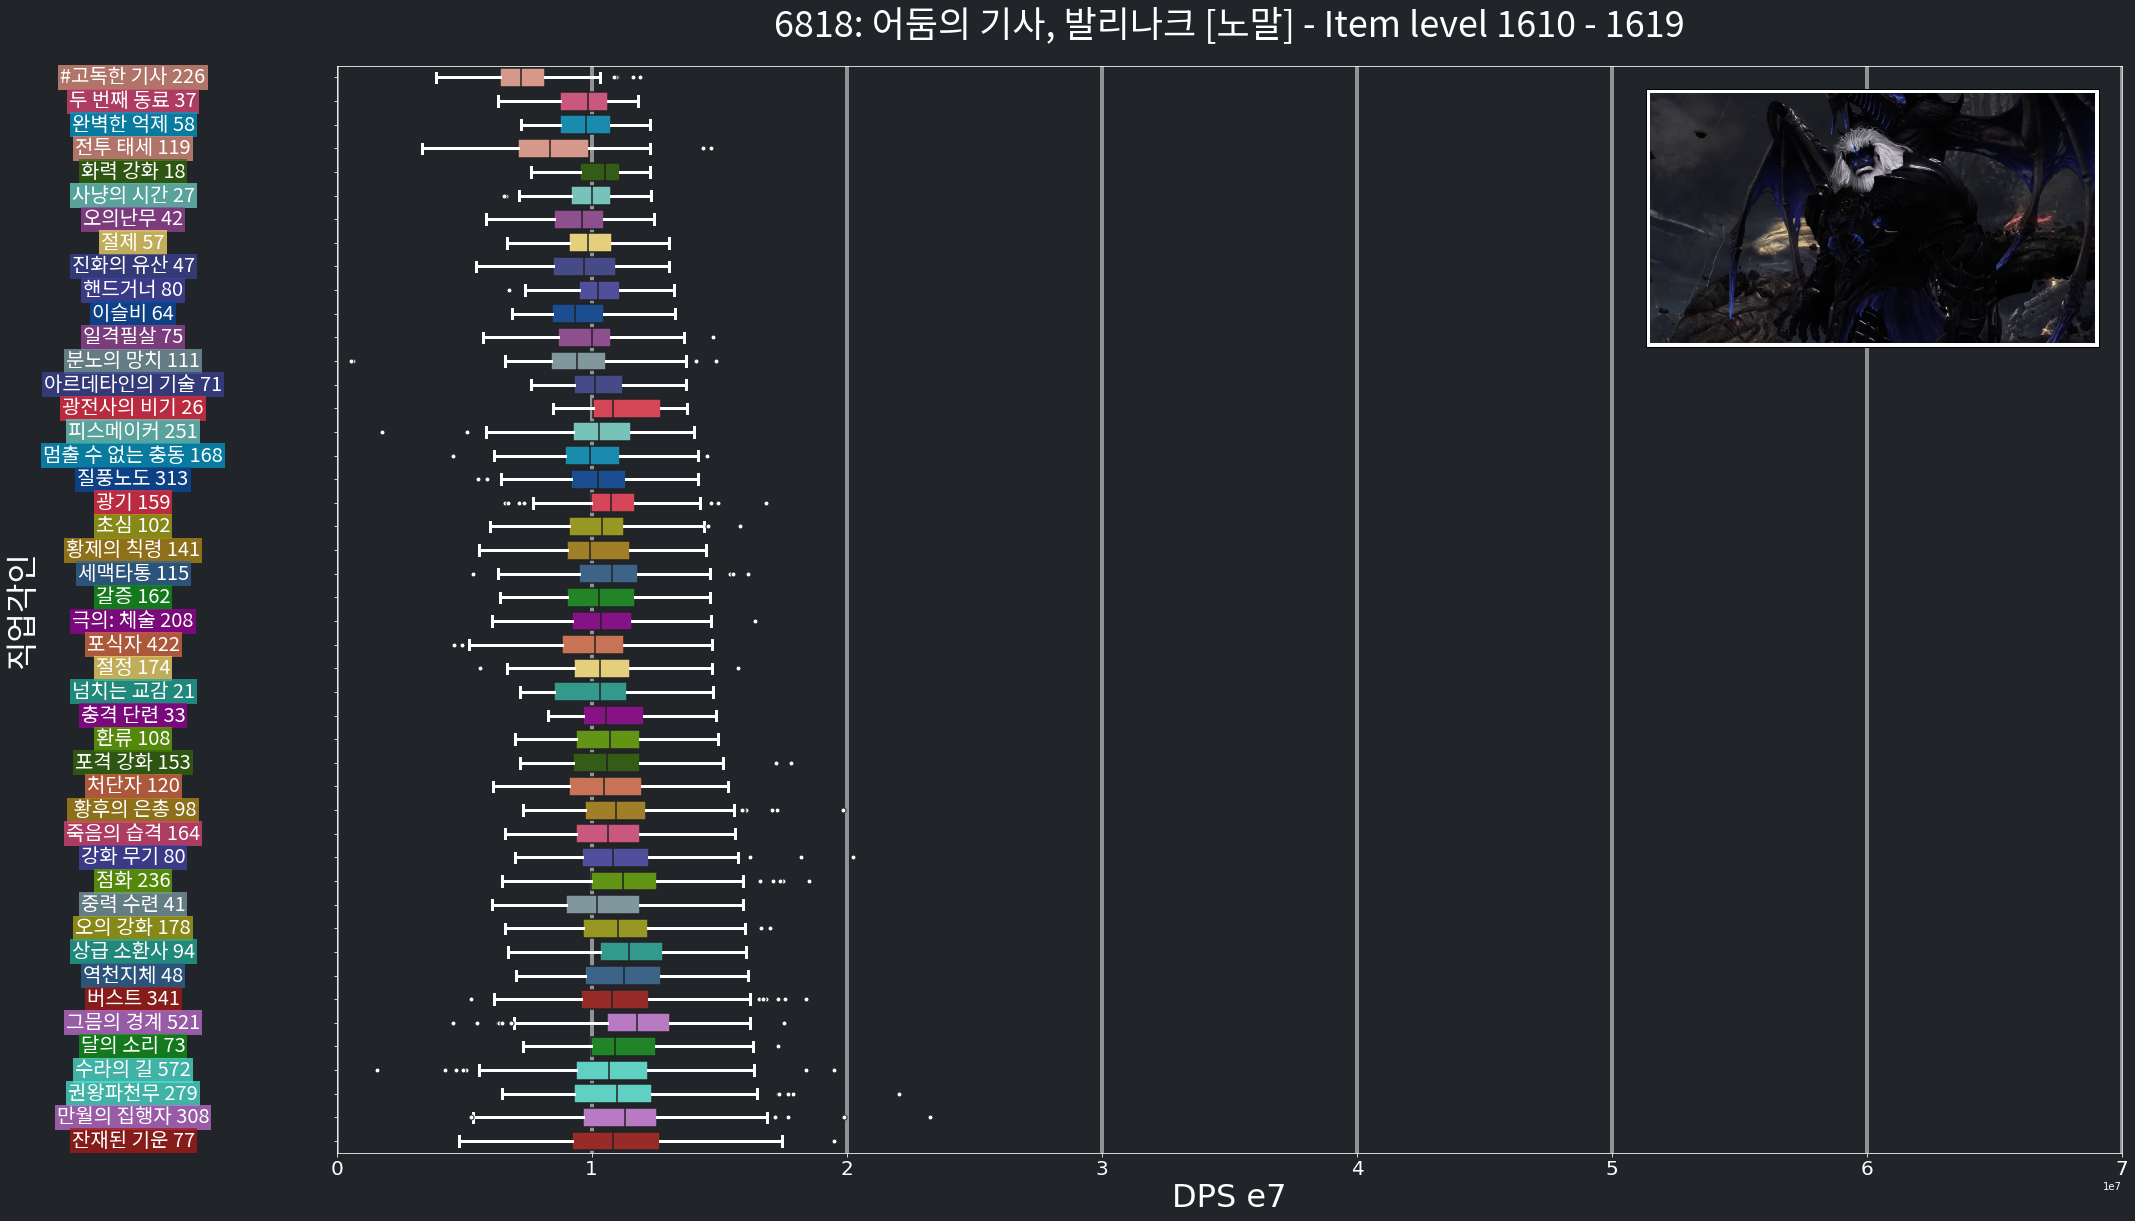 6818: 어둠의 기사, 발리나크 [노말] - Item level 1610 - 1619
#고독한 기사 226
두 번째 동료 37
완벽한 억제 58
전투 태세 119
화력 강화 18
사냥의 시간 27
오의난무 42
절제 57
진화의 유산 47
핸드거너 80
이슬비 64
일격필살 75
분노의 망치 111
아르데타인의 기술 71
광전사의 비기 26
피스메이커 251
멈출 수 없는 충동 168
질풍노도 313
광기 159
초심 102
황제의 칙령 141
세맥타통 115
갈증 162
극의: 체술 208
포식자 422
절정 174
넘치는 교감 21
충격 단련 33
환류 108
포격 강화 153
처단자 120
황후의 은총 98
죽음의 습격 164
강화 무기 80
점화 236
중력 수련 41
오의 강화 178
상급 소환사 94
역천지체 48
버스트 341
그믐의 경계 521
달의 소리 73
수라의 길 572
권왕파천무 279
만월의 집행자 308
잔재된 기운 77
직업각인
0 1 2 3 4 5 6 7
1e7
DPS e7